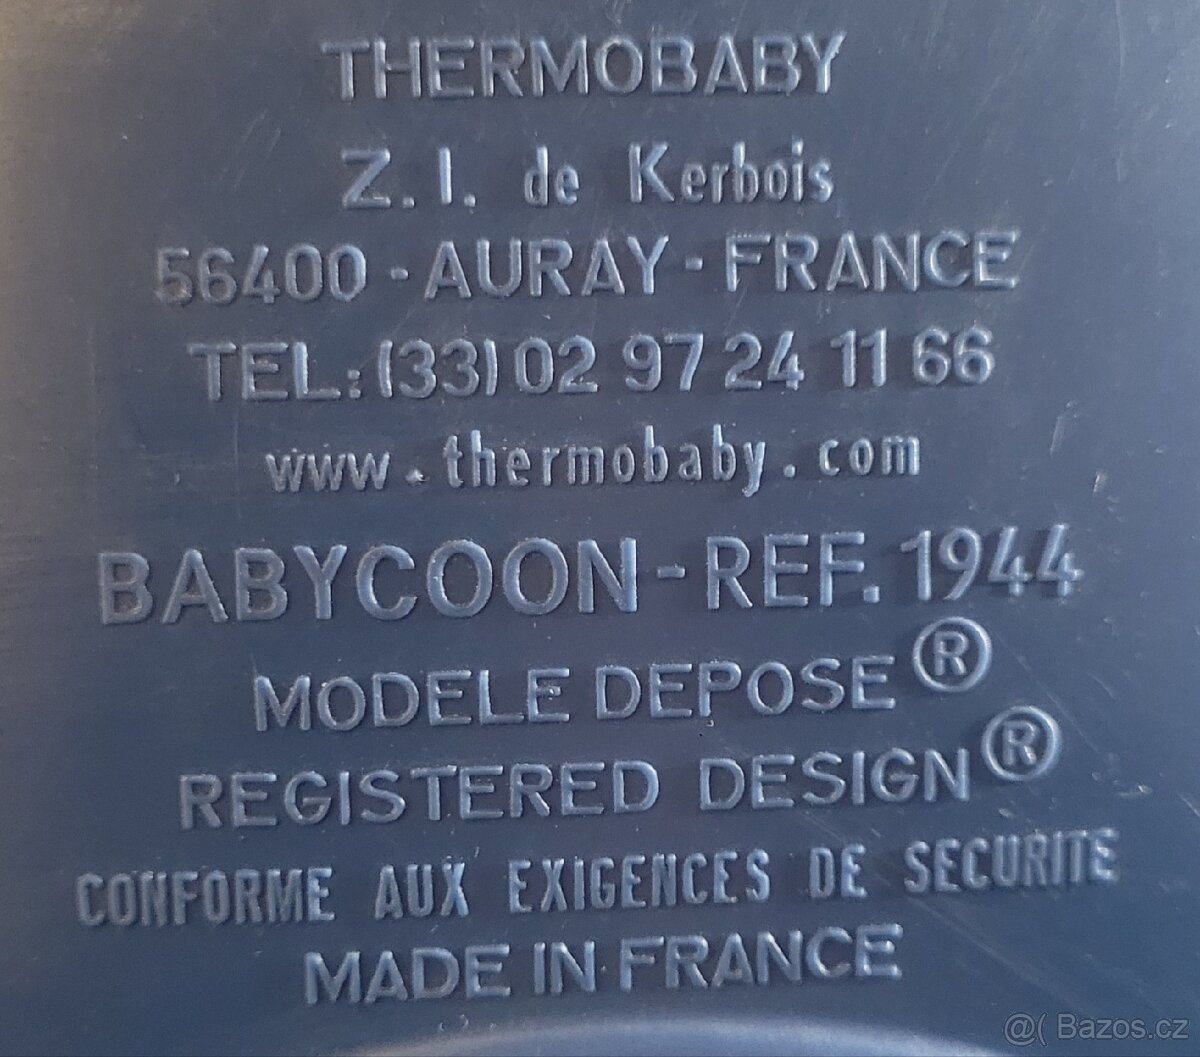 THERMOBABY
Z.I. de Kerbois
56400 - AURAY - FRANCE
TEL: (33) 02 97 24 11 66
www.thermobaby.com
BABYCOON - REF. 1944
MODELE DEPOSE ®
REGISTERED DESIGN ®
CONFORME AUX EXIGENCES DE SECURITE
MADE IN FRANCE
@( Bazos.cz